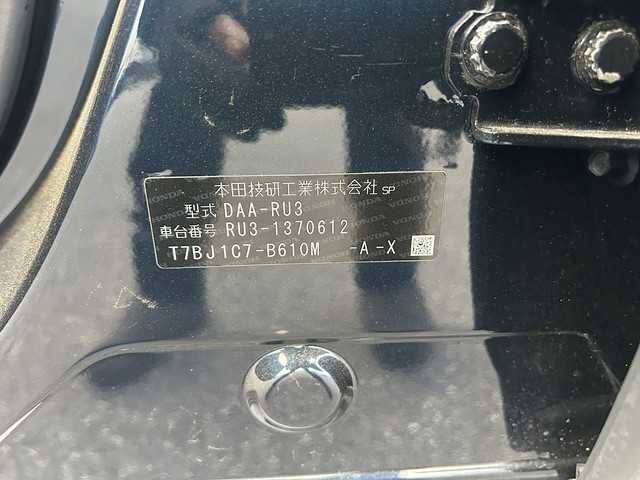 本田技研工業株式会社 SP
型式 DAA-RU3
車台番号 RU3-1370612
T7BJ1C7-B610M -A-X